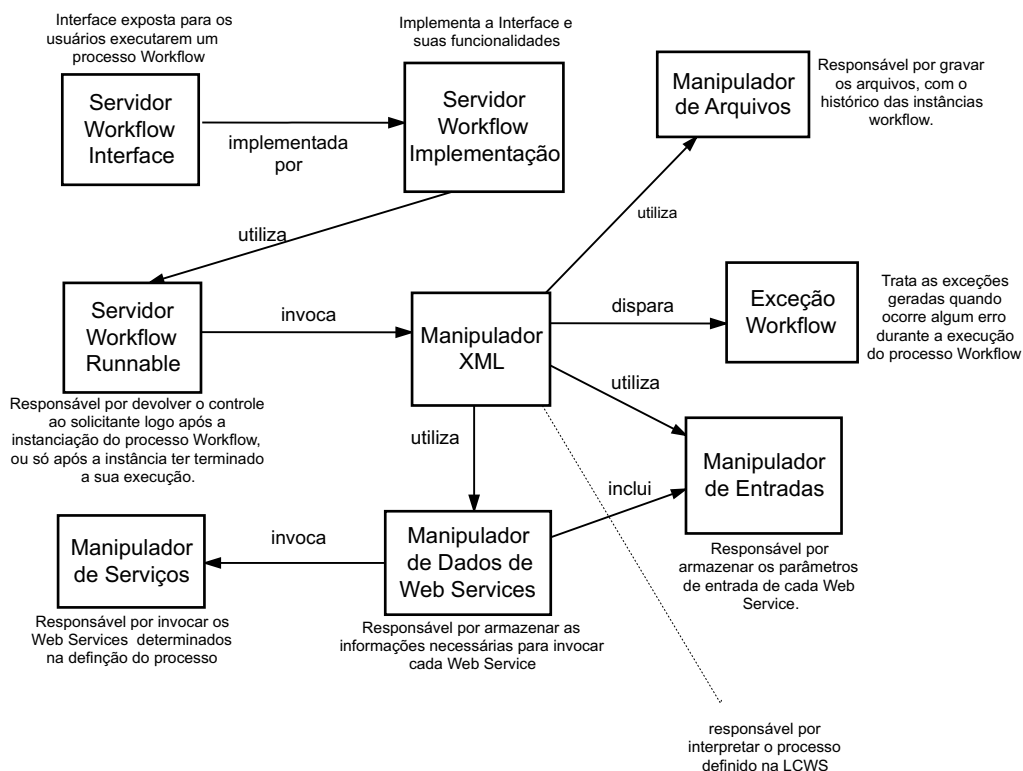 Interface exposta para os
usuários executarem um
processo Workflow
Servidor
Workflow
Interface
implementada
por
Implementa a Interface e
suas funcionalidades
Servidor
Workflow
Implementação
Manipulador
de Arquivos
Responsável por gravar
os arquivos, com o
histórico das instâncias
workflow.
utiliza
utiliza
Servidor
Workflow
Runnable
invoca
Manipulador
XML
dispara
Exceção
Workflow
Trata as exceções
geradas quando
ocorre algum erro
durante a execução
do processo Workflow
Responsável por devolver o controle
ao solicitante logo após a
instanciação do processo Workflow,
ou só após a instância ter terminado
a sua execução.
utiliza
utiliza
Manipulador
de Entradas
inclui
Responsável por
armazenar os parâmetros
de entrada de cada Web
Service.
Manipulador
de Serviços
invoca
Manipulador
de Dados de
Web Services
Responsável por invocar os
Web Services determinados
na definção do processo
Responsável por armazenar as
informações necessárias para invocar
cada Web Service
responsável por
interpretar o processo
definido na LCWS